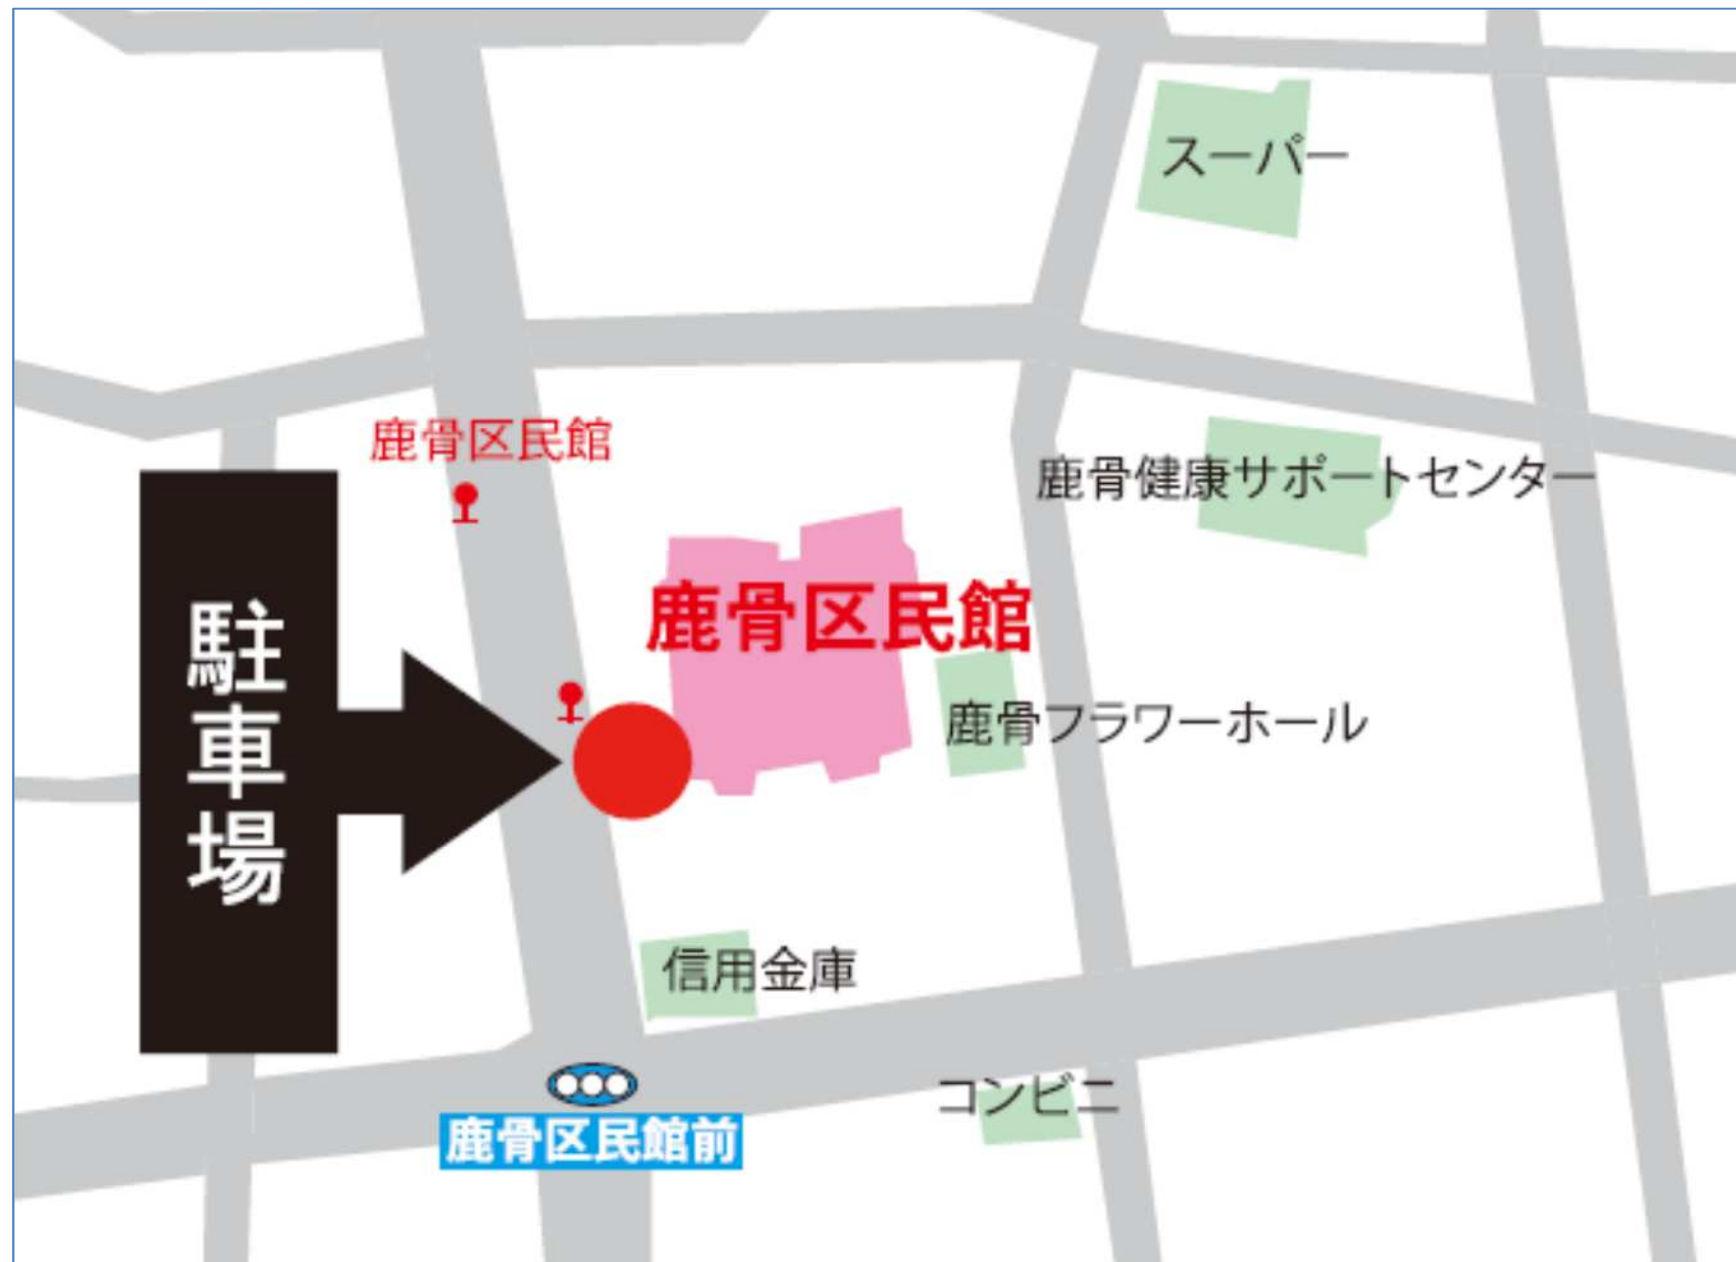 スーパー
鹿骨区民館
鹿骨健康サポートセンター
駐車場
鹿骨区民館
鹿骨フラワーホール
信用金庫
コンビニ
鹿骨区民館前